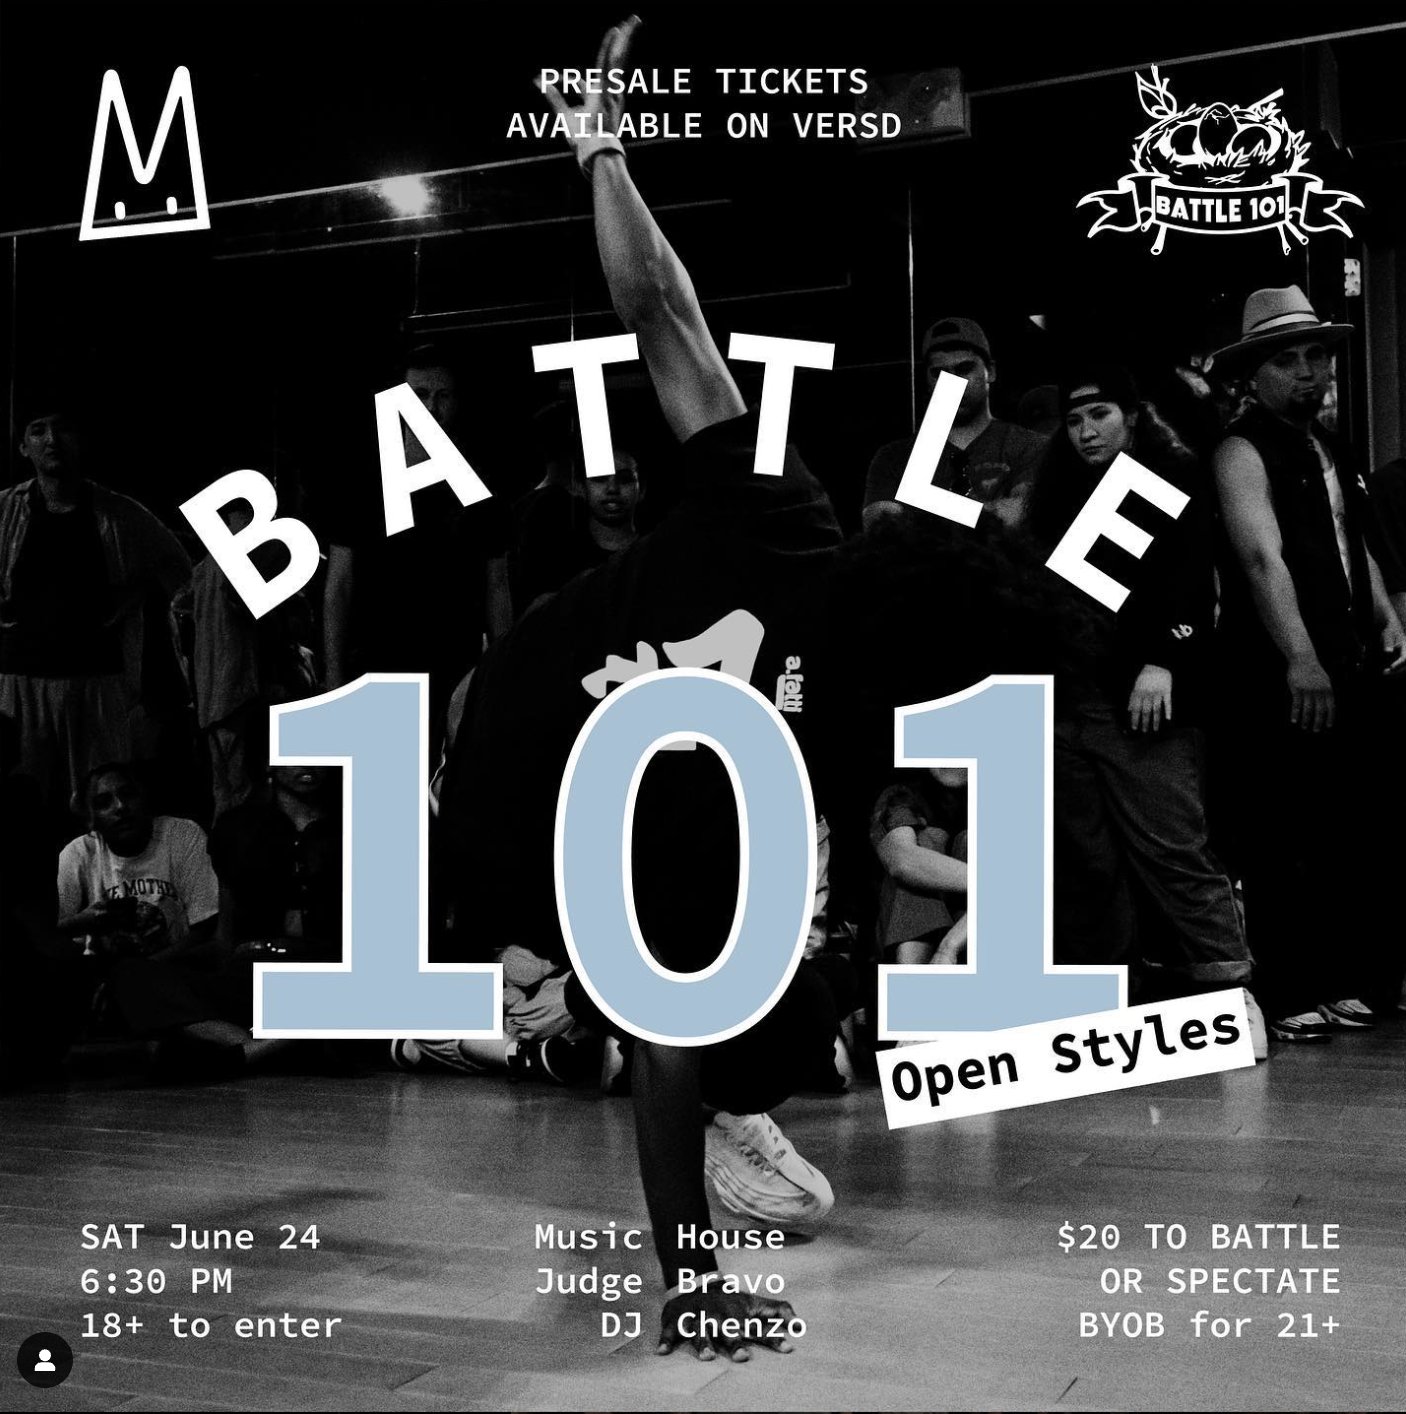 PRESALE TICKETS
AVAILABLE ON VERSD
BATTLE 101
BATTLE
a.fatti
101
Open Styles
SAT June 24
6:30 PM
18+ to enter
Music House
Judge Bravo
DJ Chenzo
$20 TO BATTLE
OR SPECTATE
BYOB for 21+